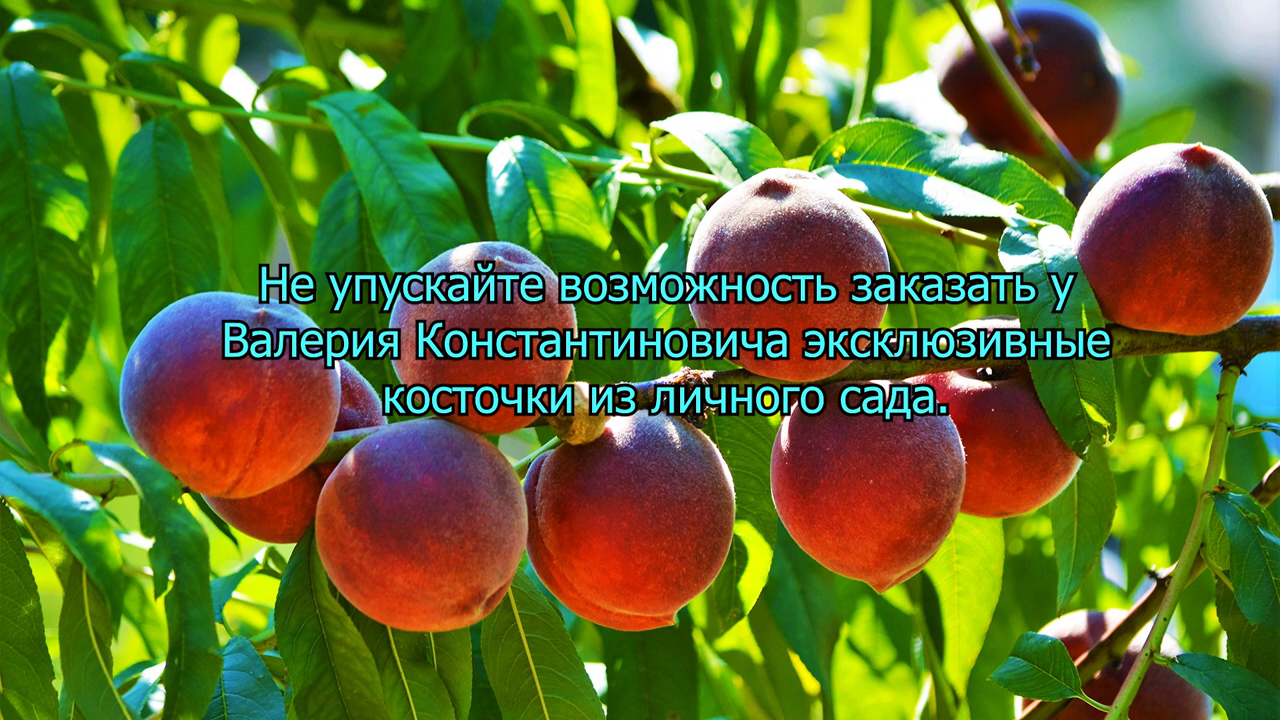 Не упускайте возможность заказать у
Валерия Константиновича эксклюзивные
косточки из личного сада.